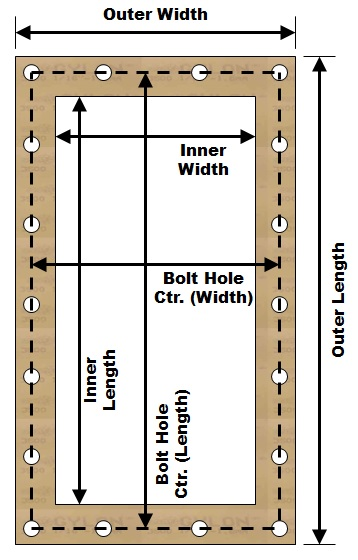 Outer Width
Inner
Width
Bolt Hole
Ctr. (Width)
Inner
Length
Bolt Hole
Ctr. (Length)
Outer Length